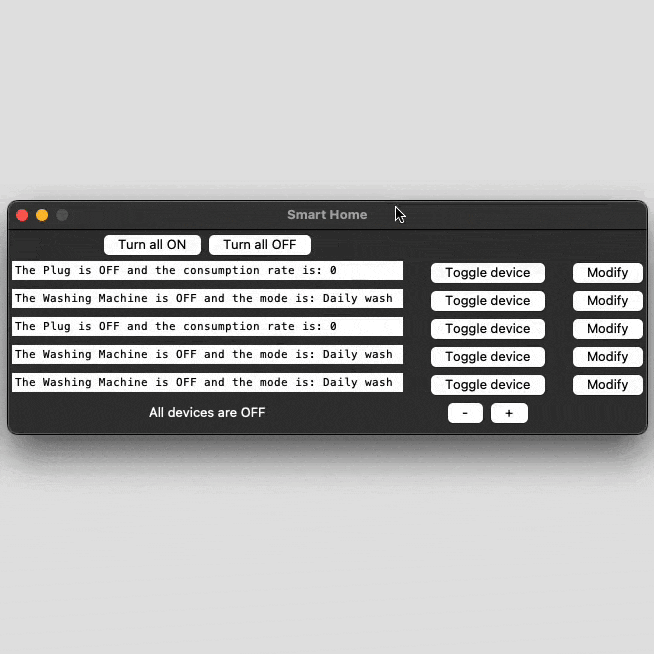 Smart Home
Turn all ON Turn all OFF
The Plug is OFF and the consumption rate is: 0 Toggle device Modify
The Washing Machine is OFF and the mode is: Daily wash Toggle device Modify
The Plug is OFF and the consumption rate is: 0 Toggle device Modify
The Washing Machine is OFF and the mode is: Daily wash Toggle device Modify
The Washing Machine is OFF and the mode is: Daily wash Toggle device Modify
All devices are OFF - +